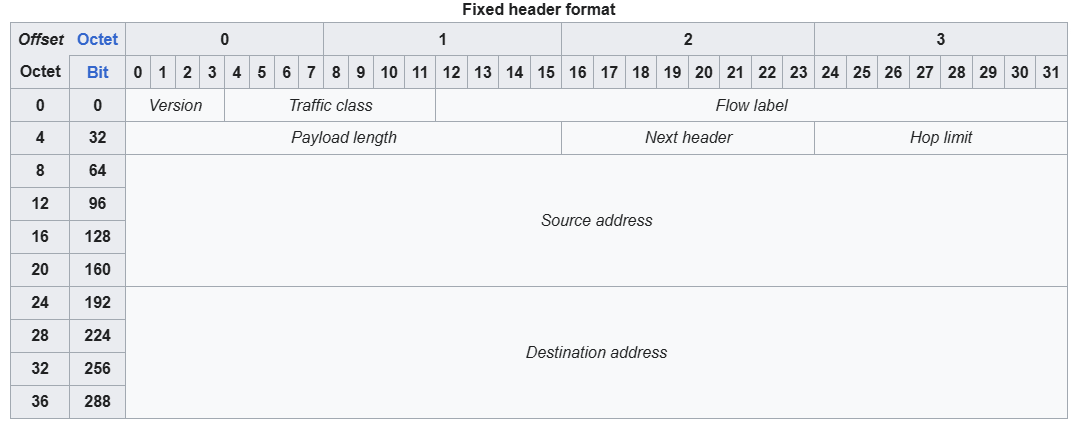 Fixed header format
Offset Octet 0 1 2 3
Octet Bit 0 1 2 3 4 5 6 7 8 9 10 11 12 13 14 15 16 17 18 19 20 21 22 23 24 25 26 27 28 29 30 31
0 0 Version Traffic class Flow label
4 32 Payload length Next header Hop limit
8 64
12 96
Source address
16 128
20 160
24 192
28 224
Destination address
32 256
36 288